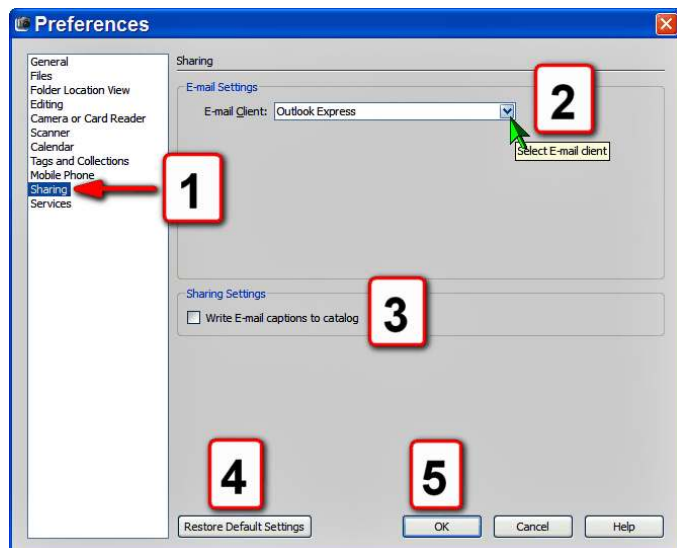 Preferences
General
Files
Folder Location View
Editing
Camera or Card Reader
Scanner
Calendar
Tags and Collections
Mobile Phone
Sharing
Services
1
Sharing
E-mail Settings
E-mail Client: Outlook Express
2
Select E-mail client
Sharing Settings
Write E-mail captions to catalog
3
4
5
Restore Default Settings
OK
Cancel
Help